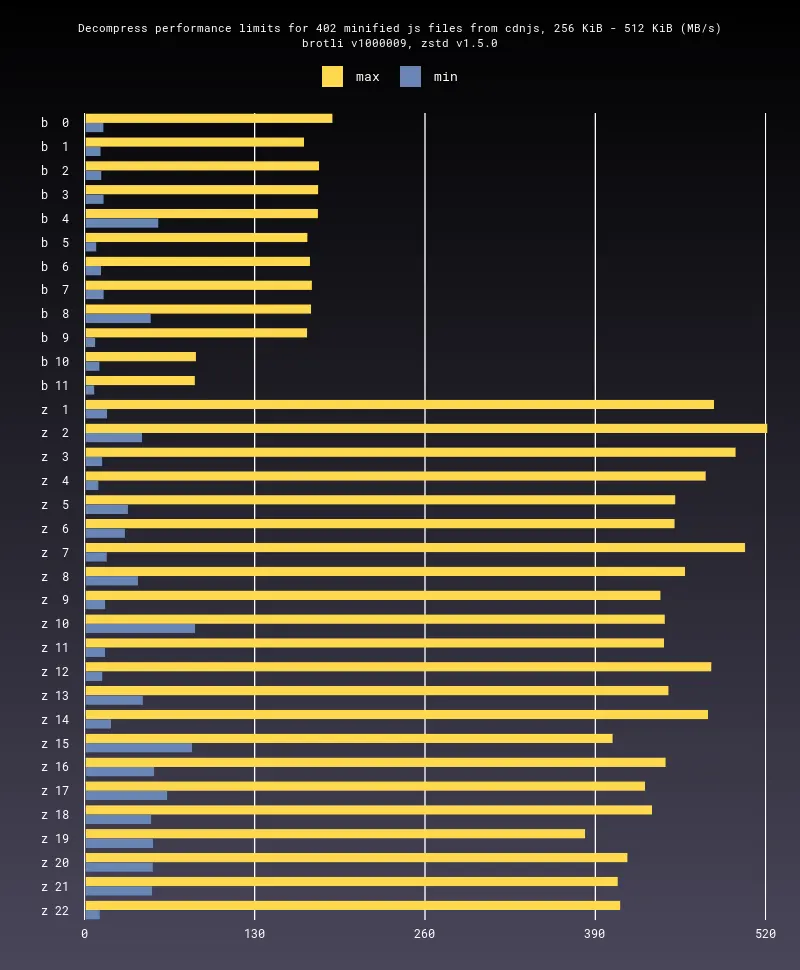 Decompress performance limits for 402 minified js files from cdnjs, 256 KiB - 512 KiB (MB/s)
brotli v1000009, zstd v1.5.0
max min
b 0
b 1
b 2
b 3
b 4
b 5
b 6
b 7
b 8
b 9
b 10
b 11
z 1
z 2
z 3
z 4
z 5
z 6
z 7
z 8
z 9
z 10
z 11
z 12
z 13
z 14
z 15
z 16
z 17
z 18
z 19
z 20
z 21
z 22
0 130 260 390 520